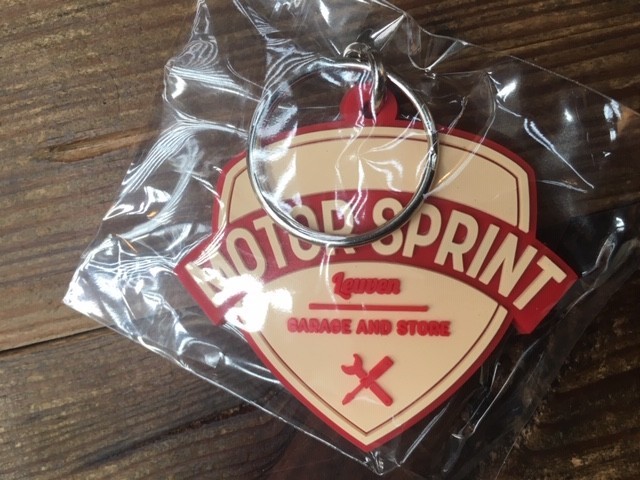 MOTOR SPRINT
Leuven
GARAGE AND STORE